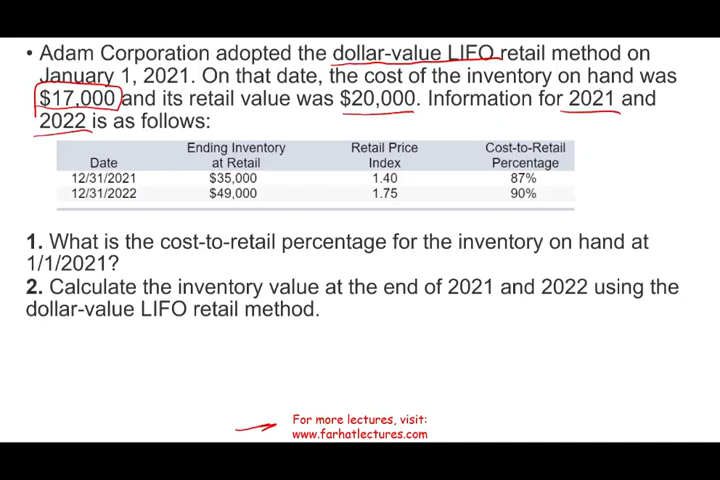 • Adam Corporation adopted the dollar-value LIFO retail method on
January 1, 2021. On that date, the cost of the inventory on hand was
$17,000 and its retail value was $20,000. Information for 2021 and
2022 is as follows:
Date Ending Inventory at Retail Retail Price Index Cost-to-Retail Percentage
12/31/2021 $35,000 1.40 87%
12/31/2022 $49,000 1.75 90%
1. What is the cost-to-retail percentage for the inventory on hand at
1/1/2021?
2. Calculate the inventory value at the end of 2021 and 2022 using the
dollar-value LIFO retail method.
For more lectures, visit:
www.farhatlectures.com